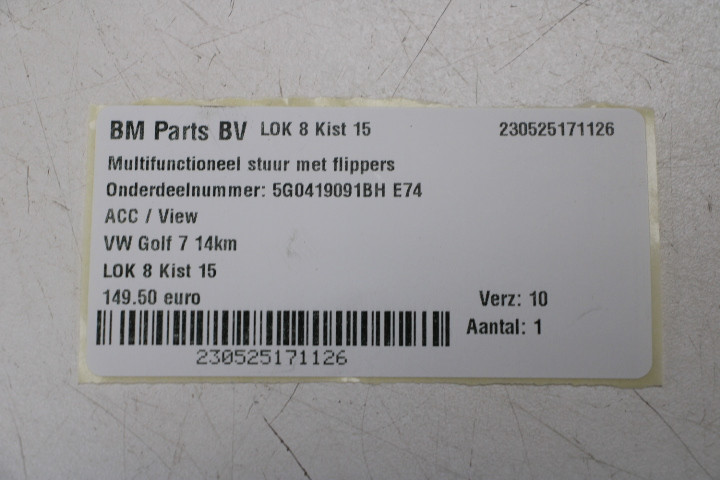 BM Parts BV LOK 8 Kist 15 230525171126
Multifunctioneel stuur met flippers
Onderdeelnummer: 5G0419091BH E74
ACC / View
VW Golf 7 14km
LOK 8 Kist 15
149.50 euro Verz: 10
Aantal: 1
230525171126